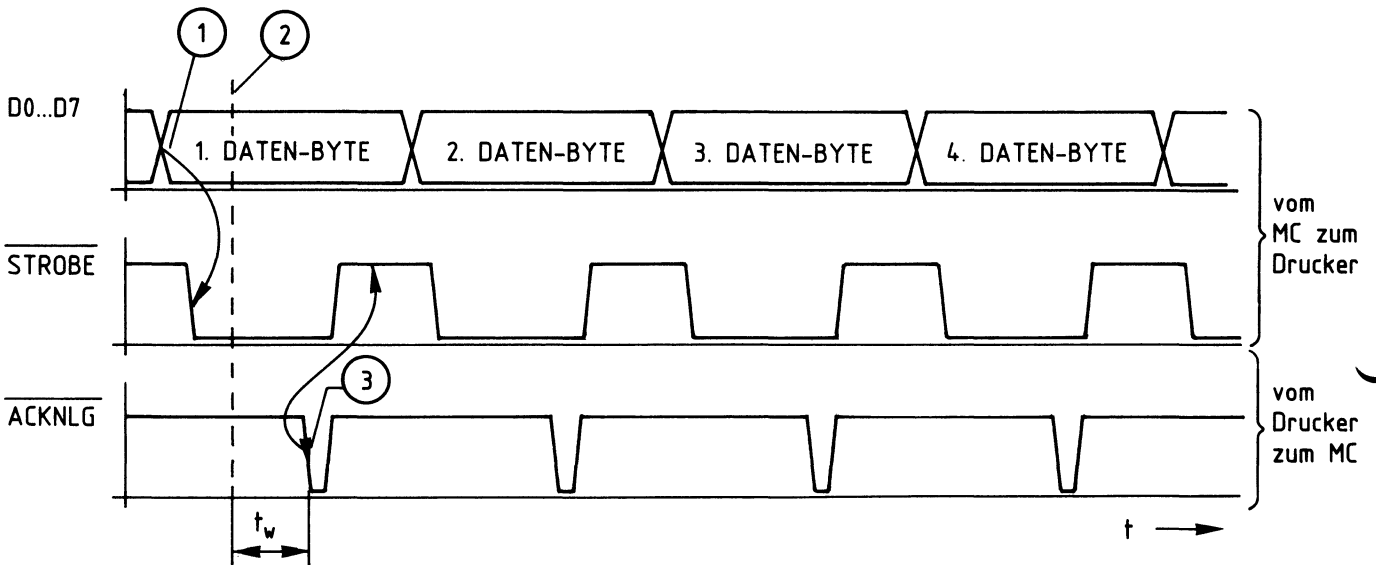 1
2
D0...D7
1. DATEN-BYTE
2. DATEN-BYTE
3. DATEN-BYTE
4. DATEN-BYTE
vom
MC zum
Drucker
STROBE
3
ACKNLG
vom
Drucker
zum MC
tw
t